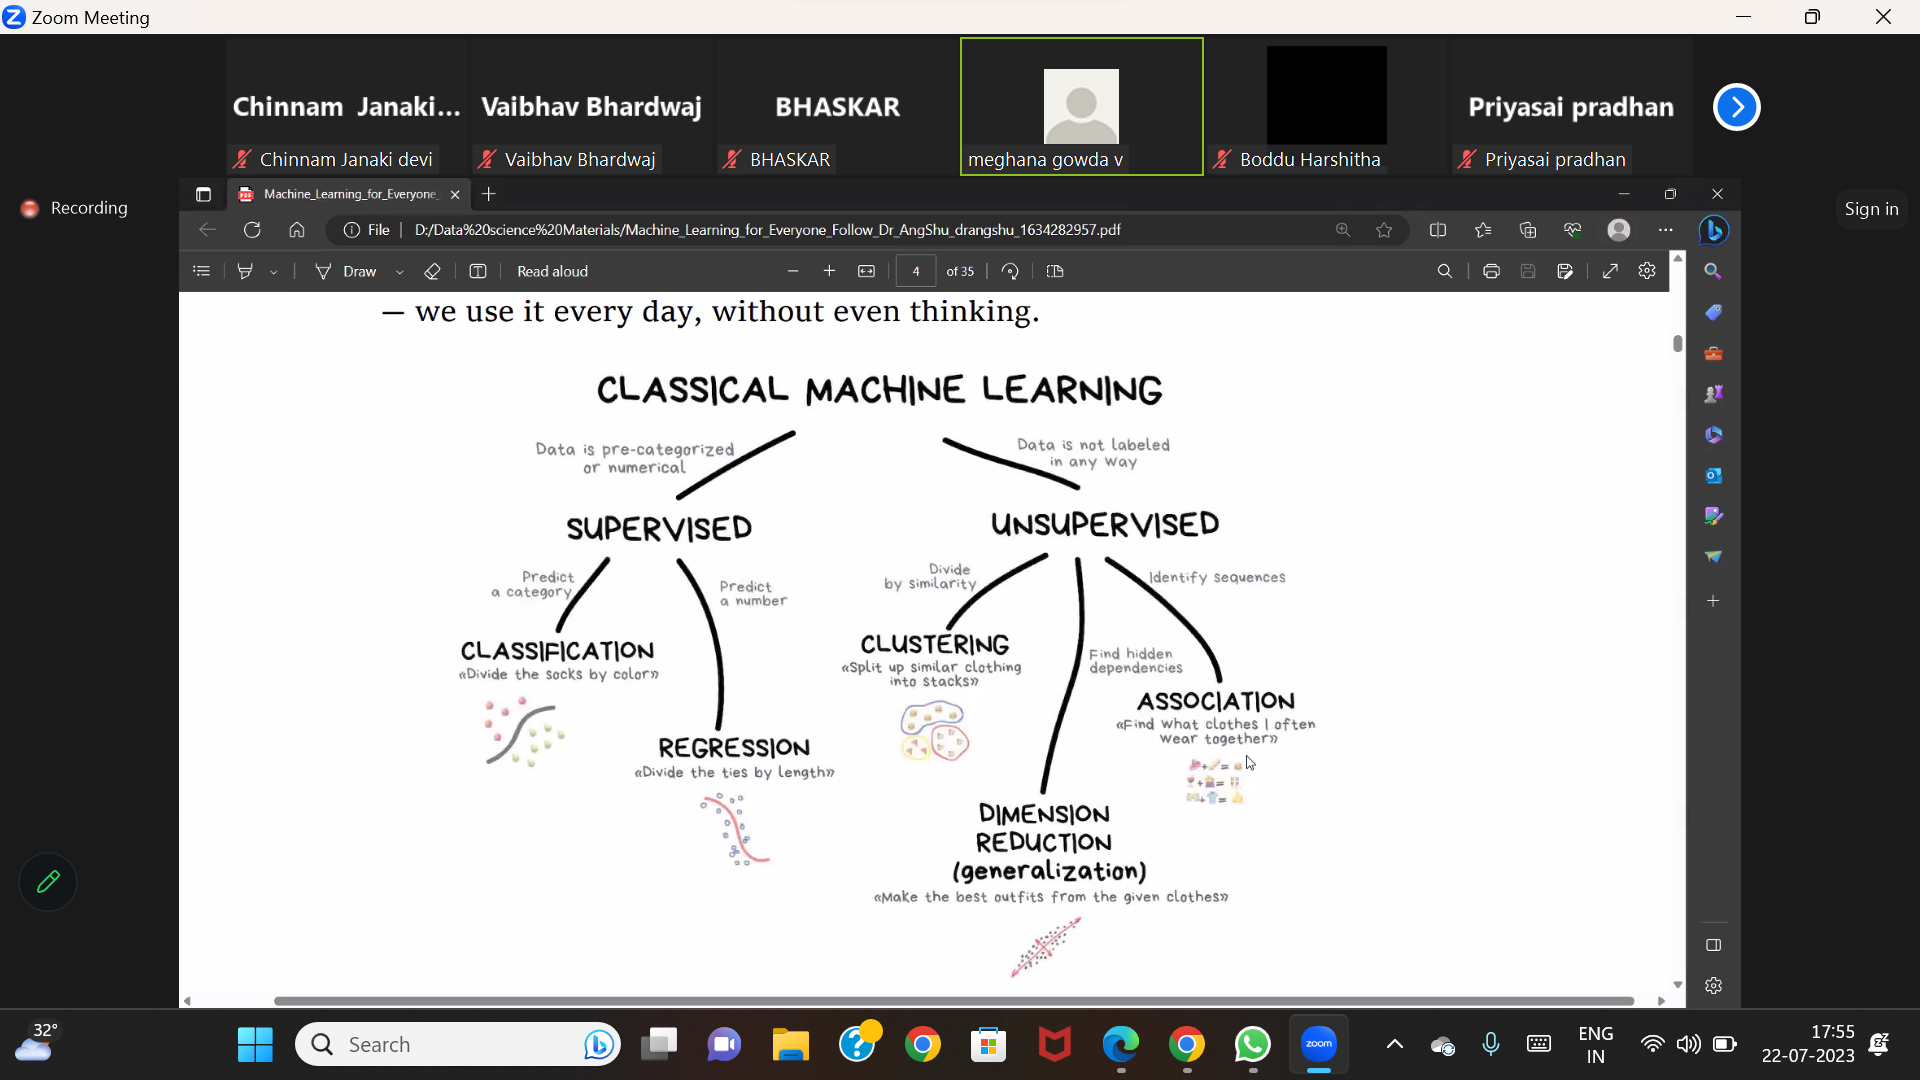 Zoom Meeting
Chinnam Janaki...
Vaibhav Bhardwaj
BHASKAR
Priyasai pradhan
Chinnam Janaki devi
Vaibhav Bhardwaj
BHASKAR
meghana gowda v
Boddu Harshitha
Priyasai pradhan
Recording
Sign in
Machine_Learning_for_Everyone_
File
D:/Data%20science%20Materials/Machine_Learning_for_Everyone_Follow_Dr_AngShu_drangshu_1634282957.pdf
Draw
Read aloud
4 of 35
— we use it every day, without even thinking.
CLASSICAL MACHINE LEARNING
Data is pre-categorized
or numerical
Data is not labeled
in any way
SUPERVISED
UNSUPERVISED
Predict
a category
Predict
a number
Divide
by similarity
Identify sequences
CLASSIFICATION
«Divide the socks by color»
CLUSTERING
«Split up similar clothing
into stacks»
Find hidden
dependencies
ASSOCIATION
«Find what clothes I often
wear together»
REGRESSION
«Divide the ties by length»
DIMENSION
REDUCTION
(generalization)
«Make the best outfits from the given clothes»
32°
Search
zoom
ENG
IN
17:55
22-07-2023